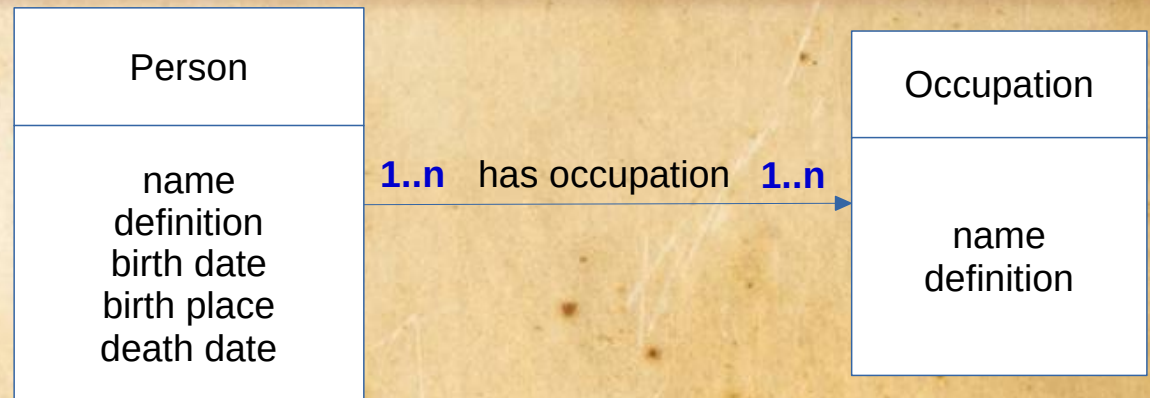 Person
name
definition
birth date
birth place
death date
1..n has occupation 1..n
Occupation
name
definition